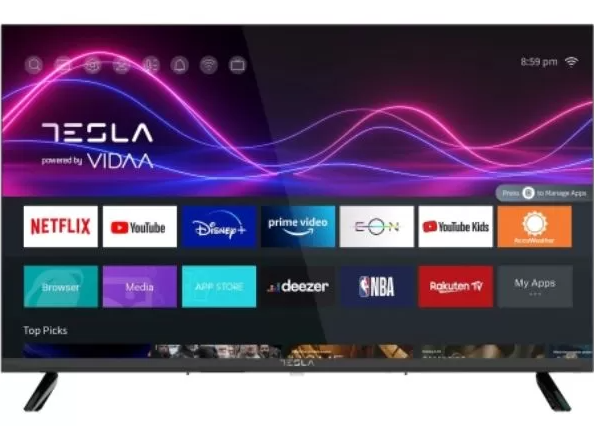 8:59 pm
TESLA
powered by VIDAA
Press to Manage Apps
NETFLIX YouTube Disney+ prime video EON YouTube Kids AccuWeather
Browser Media APP STORE deezer NBA Rakuten TV My Apps
Top Picks
TESLA